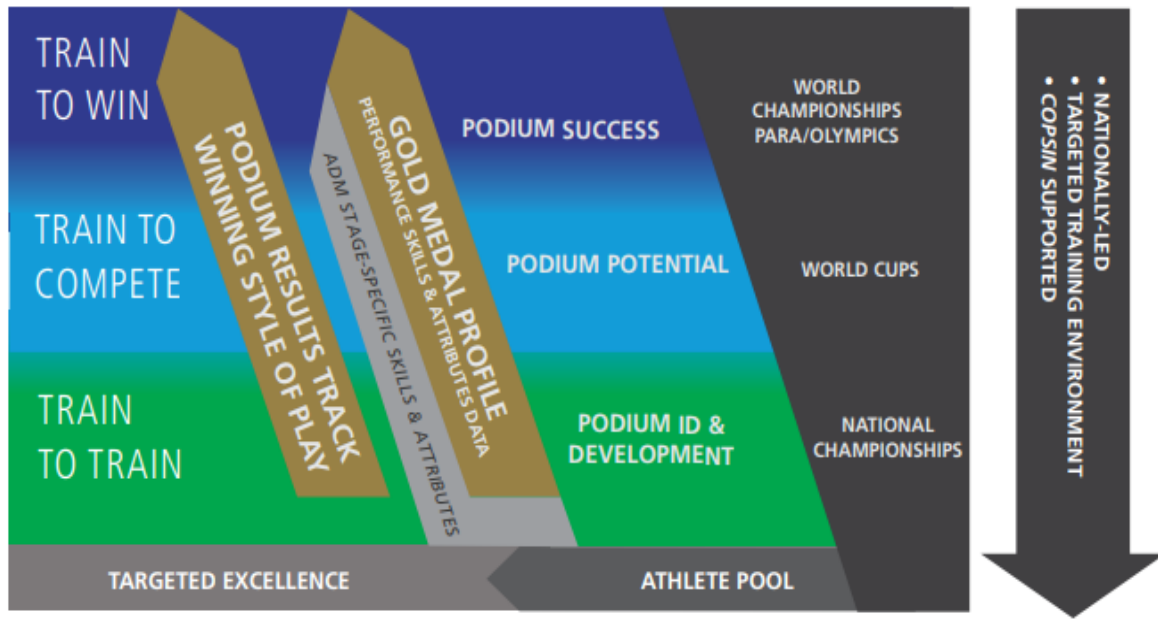 TRAIN
TO WIN
TRAIN TO
COMPETE
TRAIN
TO TRAIN
PODIUM RESULTS TRACK
WINNING STYLE OF PLAY
ADM STAGE-SPECIFIC SKILLS & ATTRIBUTES
GOLD MEDAL PROFILE
PERFORMANCE SKILLS & ATTRIBUTES DATA
PODIUM SUCCESS
PODIUM POTENTIAL
PODIUM ID &
DEVELOPMENT
WORLD
CHAMPIONSHIPS
PARA/OLYMPICS
WORLD CUPS
NATIONAL
CHAMPIONSHIPS
TARGETED EXCELLENCE
ATHLETE POOL
• NATIONALLY-LED
• TARGETED TRAINING ENVIRONMENT
• COPSIN SUPPORTED